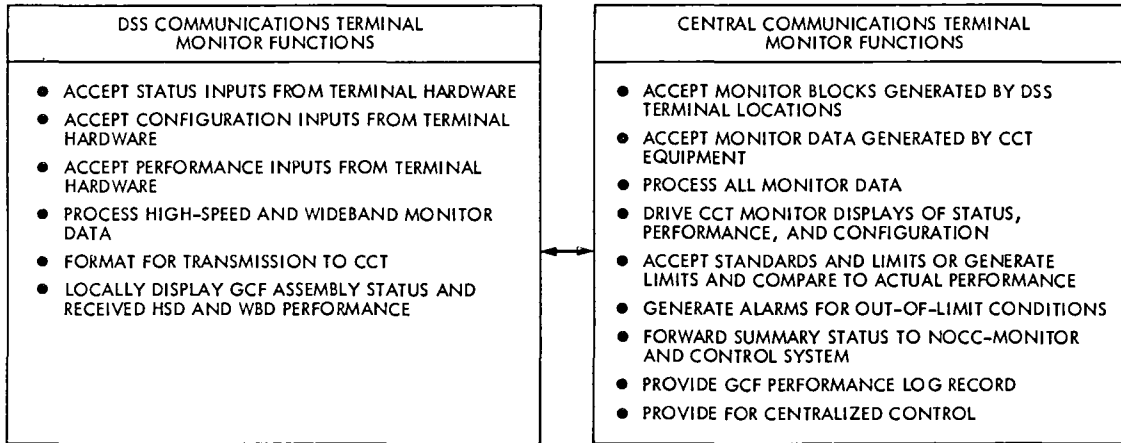 DSS COMMUNICATIONS TERMINAL
MONITOR FUNCTIONS
● ACCEPT STATUS INPUTS FROM TERMINAL HARDWARE
● ACCEPT CONFIGURATION INPUTS FROM TERMINAL
HARDWARE
● ACCEPT PERFORMANCE INPUTS FROM TERMINAL
HARDWARE
● PROCESS HIGH-SPEED AND WIDEBAND MONITOR
DATA
● FORMAT FOR TRANSMISSION TO CCT
● LOCALLY DISPLAY GCF ASSEMBLY STATUS AND
RECEIVED HSD AND WBD PERFORMANCE
CENTRAL COMMUNICATIONS TERMINAL
MONITOR FUNCTIONS
● ACCEPT MONITOR BLOCKS GENERATED BY DSS
TERMINAL LOCATIONS
● ACCEPT MONITOR DATA GENERATED BY CCT
EQUIPMENT
● PROCESS ALL MONITOR DATA
● DRIVE CCT MONITOR DISPLAYS OF STATUS,
PERFORMANCE, AND CONFIGURATION
● ACCEPT STANDARDS AND LIMITS OR GENERATE
LIMITS AND COMPARE TO ACTUAL PERFORMANCE
● GENERATE ALARMS FOR OUT-OF-LIMIT CONDITIONS
● FORWARD SUMMARY STATUS TO NOCC-MONITOR
AND CONTROL SYSTEM
● PROVIDE GCF PERFORMANCE LOG RECORD
● PROVIDE FOR CENTRALIZED CONTROL